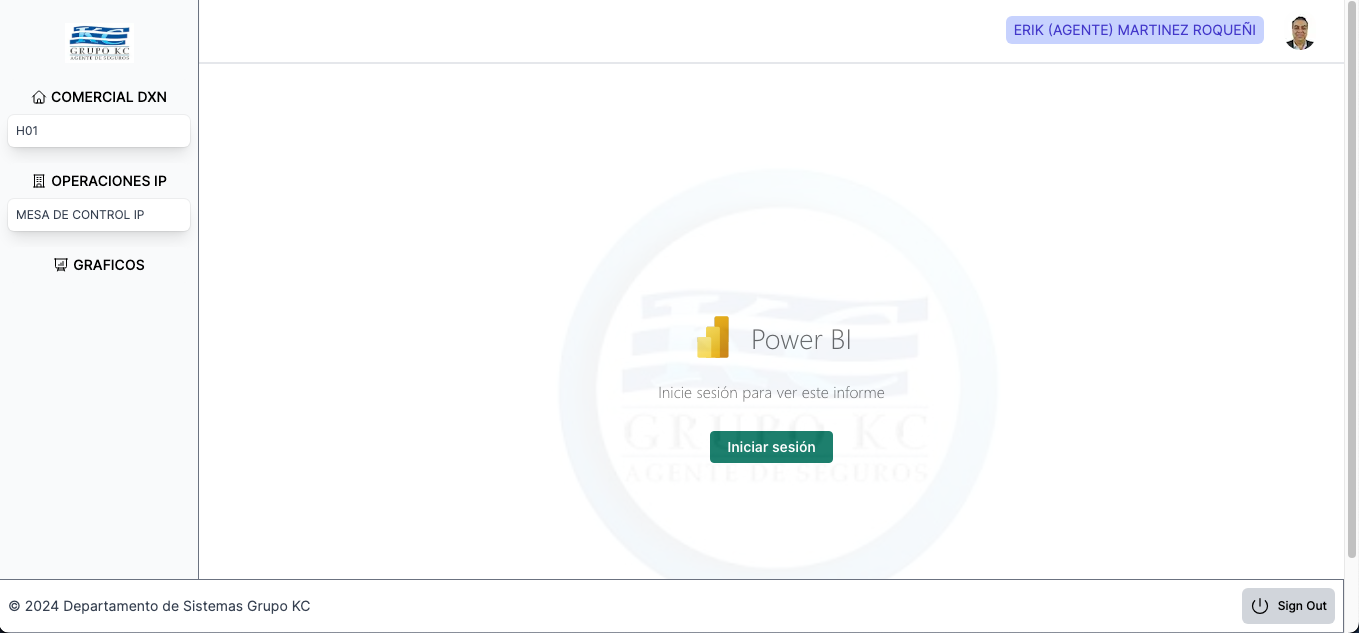 GRUPO KC
AGENTE DE SEGUROS
COMERCIAL DXN
H01
OPERACIONES IP
MESA DE CONTROL IP
GRAFICOS
ERIK (AGENTE) MARTINEZ ROQUEÑI
KC
Power BI
Inicie sesión para ver este informe
GRUPO KC
Iniciar sesión
AGENTE DE SEGUROS
© 2024 Departamento de Sistemas Grupo KC
Sign Out